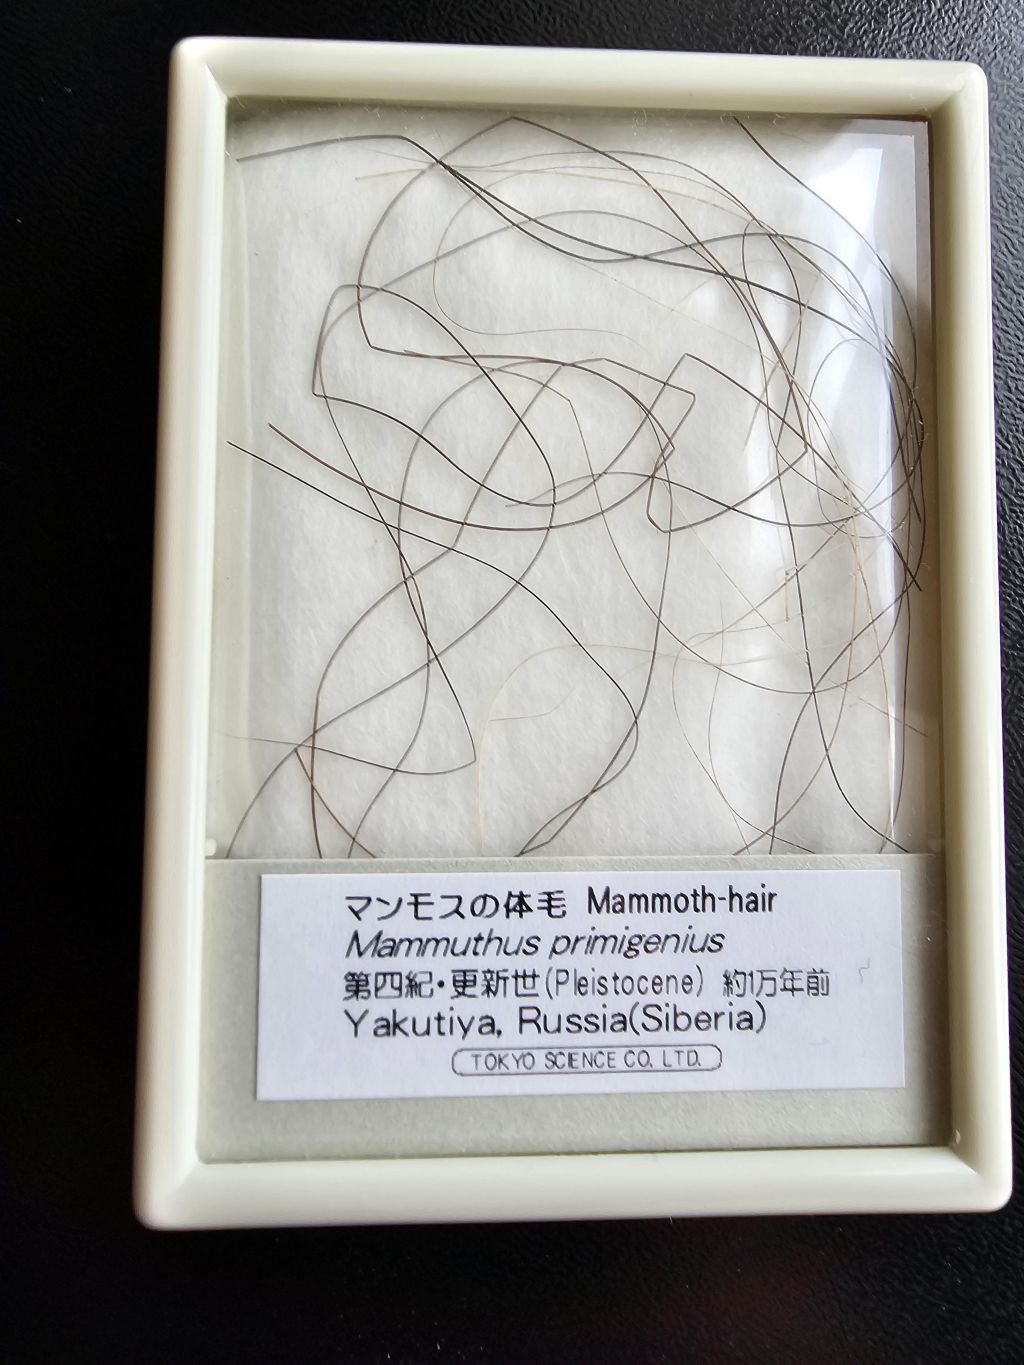 マンモスの体毛 Mammoth-hair
Mammuthus primigenius
第四紀・更新世(Pleistocene) 約1万年前
Yakutiya, Russia(Siberia)
TOKYO SCIENCE CO. LTD.